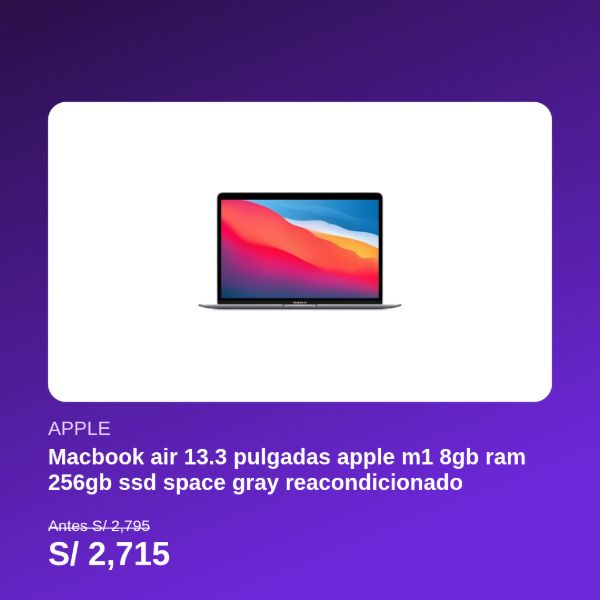 APPLE
Macbook air 13.3 pulgadas apple m1 8gb ram
256gb ssd space gray reacondicionado
Antes S/ 2,795
S/ 2,715